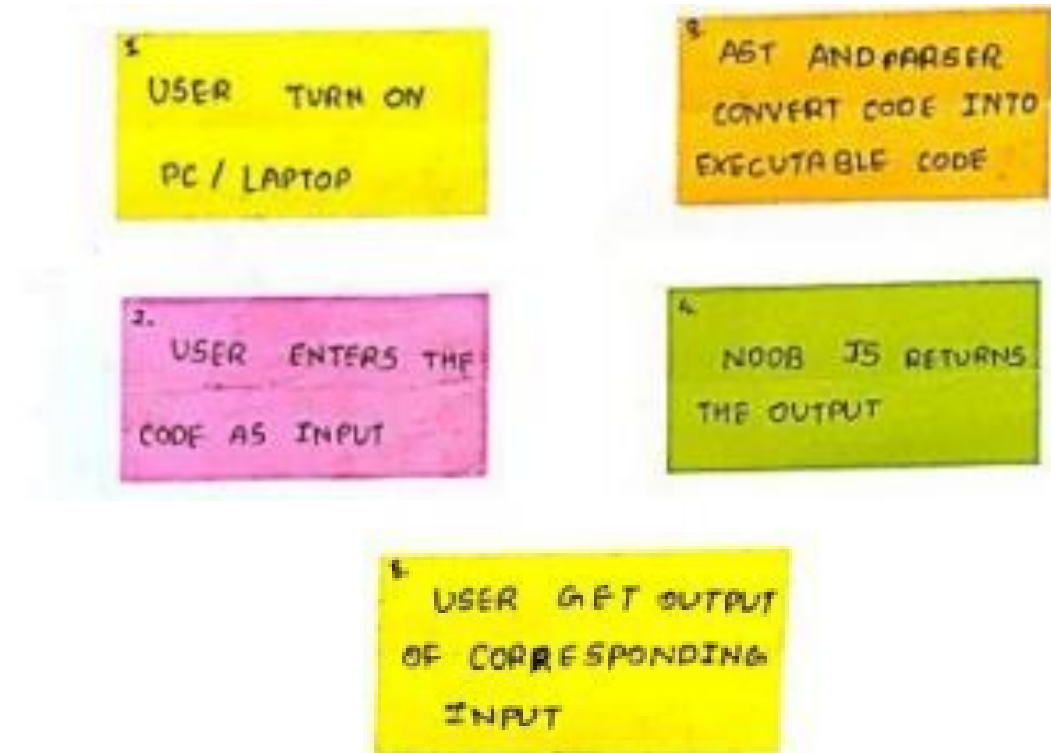 1.
USER TURN ON
PC / LAPTOP
2.
USER ENTERS THE
CODE AS INPUT
3.
AST AND PARSER
CONVERT CODE INTO
EXECUTABLE CODE
4.
NOOB JS RETURNS
THE OUTPUT
USER GET OUTPUT
OF CORRESPONDING
INPUT